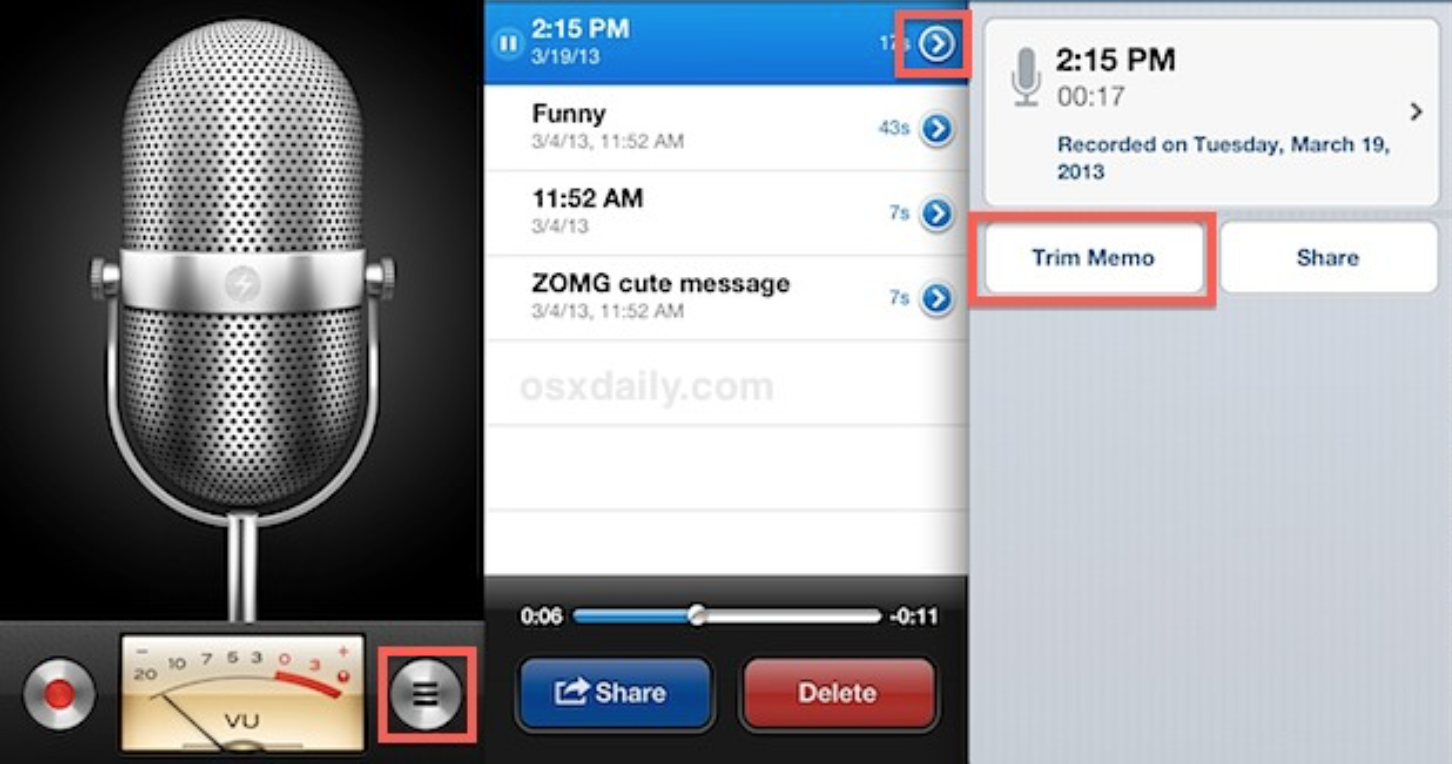 - +
20 10 7 5 3 0 3
VU
2:15 PM
3/19/13
17s
Funny
3/4/13, 11:52 AM
43s
11:52 AM
3/4/13
7s
ZOMG cute message
3/4/13, 11:52 AM
7s
osxdaily.com
0:06
-0:11
Share
Delete
2:15 PM
00:17
Recorded on Tuesday, March 19,
2013
Trim Memo
Share